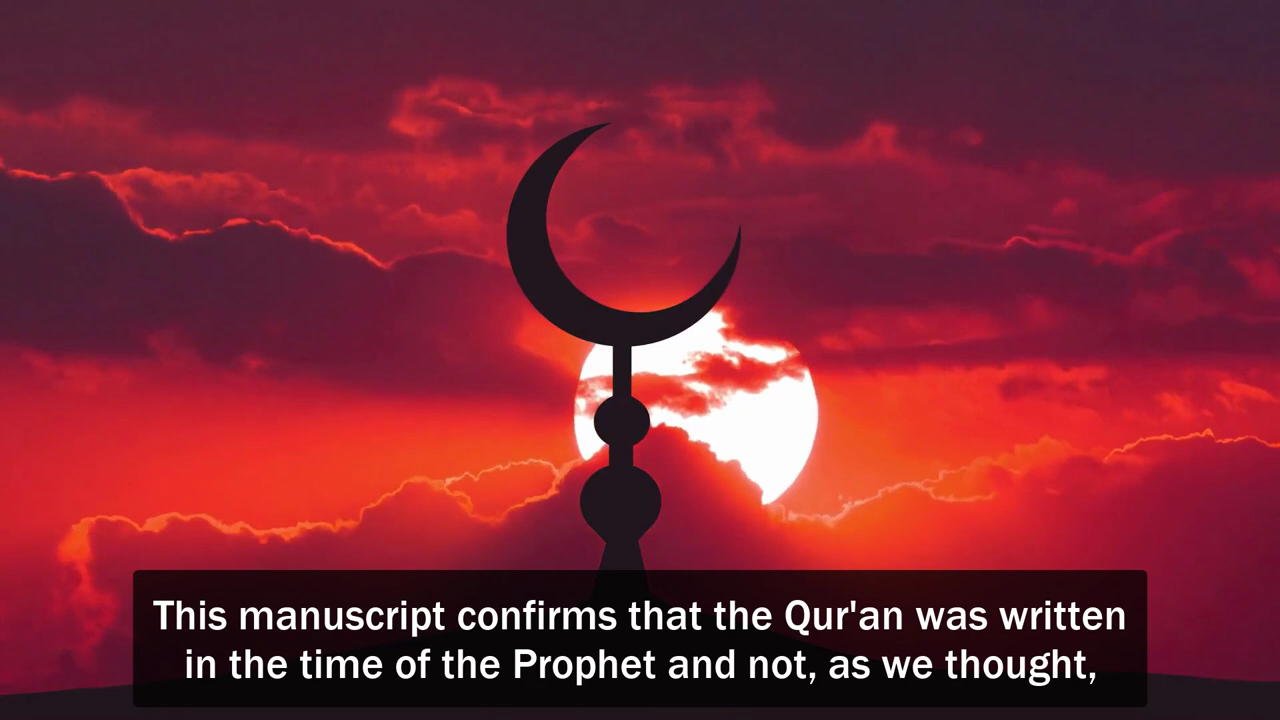 This manuscript confirms that the Qur'an was written
in the time of the Prophet and not, as we thought,